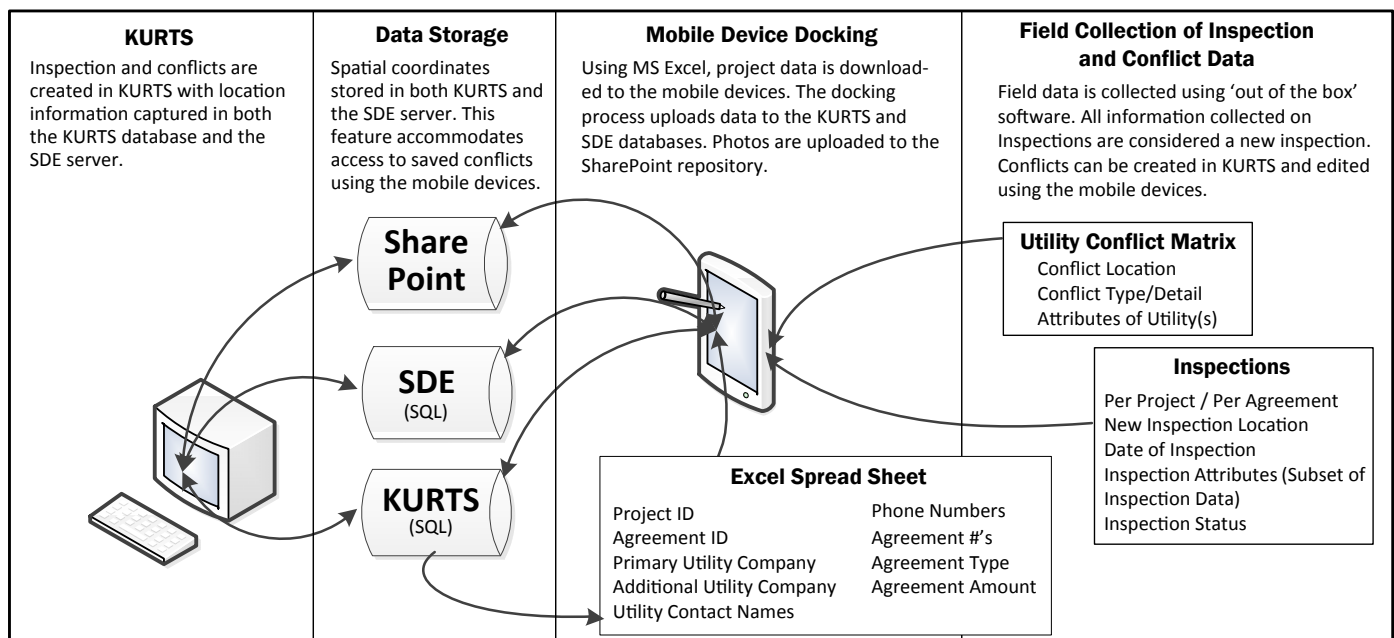 KURTS
Inspection and conflicts are
created in KURTS with location
information captured in both
the KURTS database and the
SDE server.
Data Storage
Spatial coordinates
stored in both KURTS and
the SDE server. This
feature accommodates
access to saved conflicts
using the mobile devices.
Mobile Device Docking
Using MS Excel, project data is download-
ed to the mobile devices. The docking
process uploads data to the KURTS and
SDE databases. Photos are uploaded to the
SharePoint repository.
Field Collection of Inspection
and Conflict Data
Field data is collected using ‘out of the box’
software. All information collected on
Inspections are considered a new inspection.
Conflicts can be created in KURTS and edited
using the mobile devices.
Share
Point
SDE
(SQL)
KURTS
(SQL)
Utility Conflict Matrix
Conflict Location
Conflict Type/Detail
Attributes of Utility(s)
Inspections
Per Project / Per Agreement
New Inspection Location
Date of Inspection
Inspection Attributes (Subset of
Inspection Data)
Inspection Status
Excel Spread Sheet
Project ID
Agreement ID
Primary Utility Company
Additional Utility Company
Utility Contact Names
Phone Numbers
Agreement #'s
Agreement Type
Agreement Amount